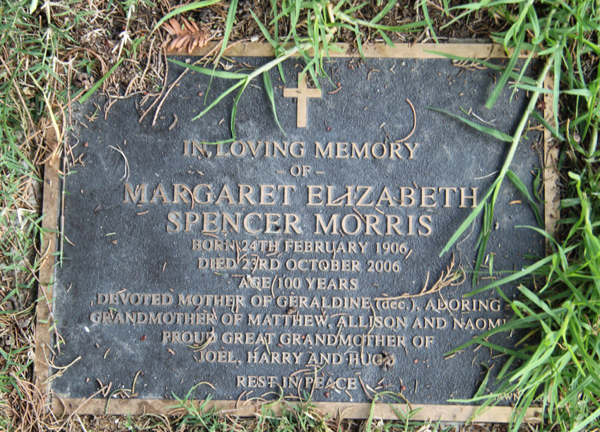 IN LOVING MEMORY
- OF -
MARGARET ELIZABETH
SPENCER MORRIS
BORN 24TH FEBRUARY 1906
DIED 23RD OCTOBER 2006
AGE 100 YEARS
DEVOTED MOTHER OF GERALDINE (dec.), ADORING
GRANDMOTHER OF MATTHEW, ALLISON AND NAOMI
PROUD GREAT GRANDMOTHER OF
JOEL, HARRY AND HUGO
REST IN PEACE